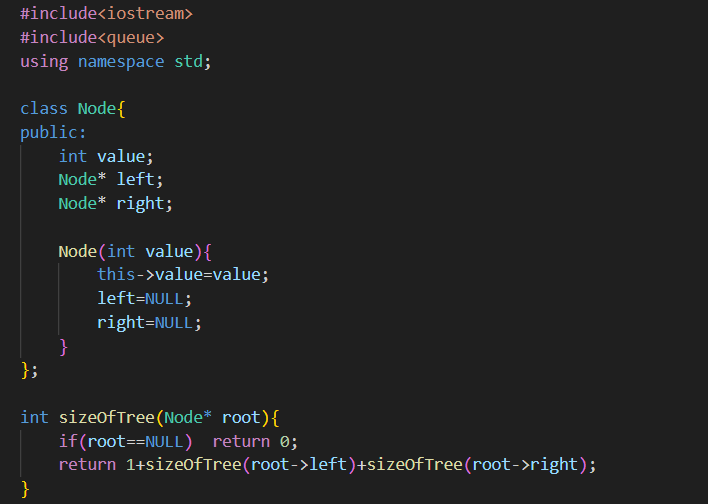 #include<iostream>
#include<queue>
using namespace std;

class Node{
public:
    int value;
    Node* left;
    Node* right;

    Node(int value){
        this->value=value;
        left=NULL;
        right=NULL;
    }
};

int sizeOfTree(Node* root){
    if(root==NULL)  return 0;
    return 1+sizeOfTree(root->left)+sizeOfTree(root->right);
}